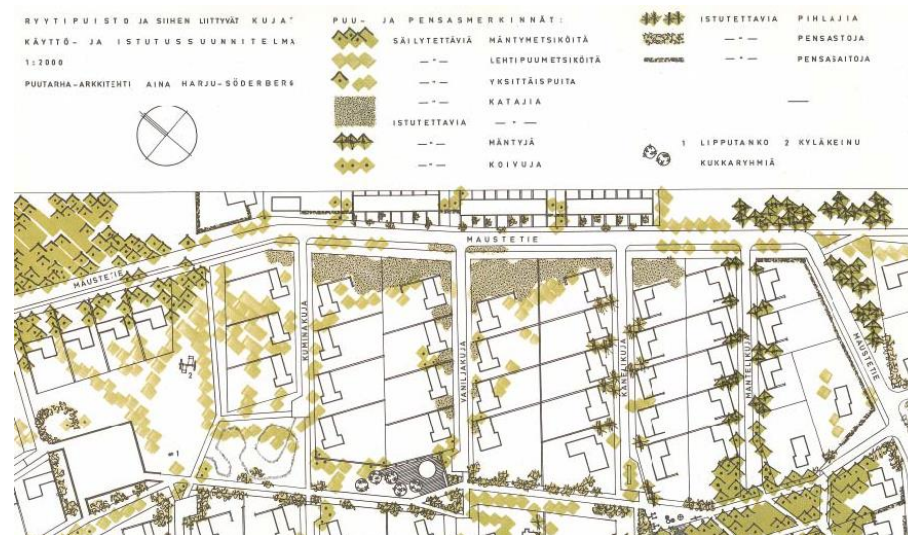 RYYTIPUISTO JA SIIHEN LIITTYVÄT KUJAT
KÄYTTÖ- JA ISTUTUSSUUNNITELMA
1:2000
PUUTARHA-ARKKITEHTI AINA HARJU-SÖDERBERG
PUU- JA PENSASMERKINNÄT:
SÄILYTETTÄVIÄ MÄNTYMETSIKÖITÄ
—"— LEHTIPUUMETSIKÖITÄ
—"— YKSITTÄISPUITA
—"— KATAJIA
ISTUTETTAVIA —"—
—"— MÄNTYJÄ
—"— KOIVUJA
ISTUTETTAVIA PIHLAJIA
—"— PENSASTOJA
—"— PENSASAITOJA
1 LIPPUTANKO 2 KYLÄKEINU
KUKKARYHMIÄ
MAUSTETIE
MAUSTETIE
MAUSTETIE
KUMINAKUJA
VANILJAKUJA
KANELIKUJA
MANTELIKUJA
2
1